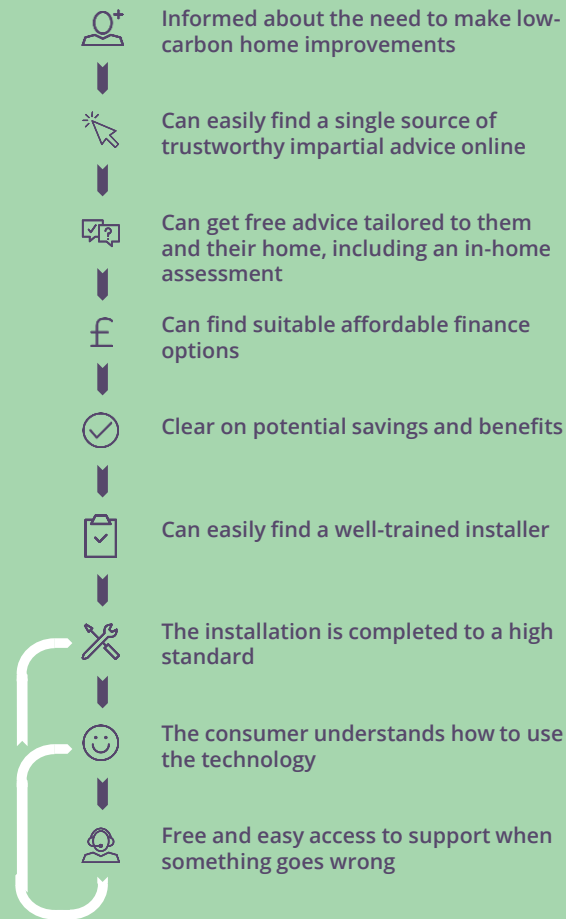 Informed about the need to make low-
carbon home improvements
Can easily find a single source of
trustworthy impartial advice online
Can get free advice tailored to them
and their home, including an in-home
assessment
£
Can find suitable affordable finance
options
Clear on potential savings and benefits
Can easily find a well-trained installer
The installation is completed to a high
standard
The consumer understands how to use
the technology
Free and easy access to support when
something goes wrong